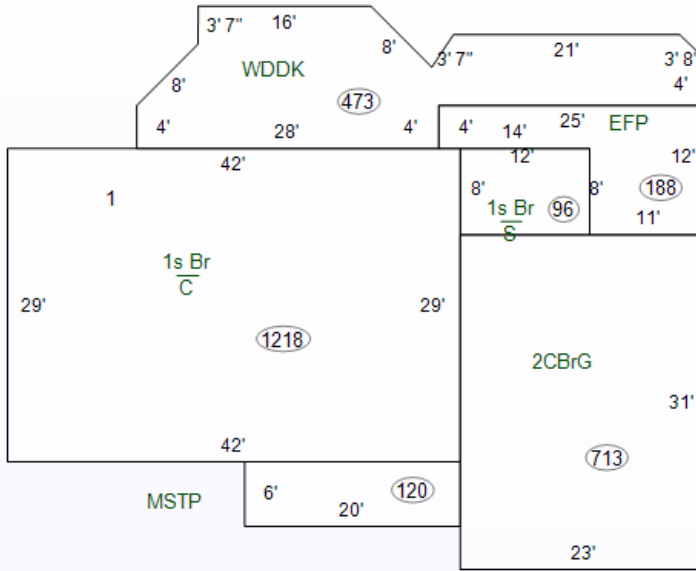 3' 7" 16'
8'
3' 7" 21' 3' 8"
WDDK
8' 473 4'
4' 28' 4' 4' 14' 25' EFP
42' 12' 12'
1 8' 1s Br 96 8' 188
S 11'
1s Br
C
29' 29'
1218
2CBrG
31'
42'
713
MSTP 6' 20' 120
23'